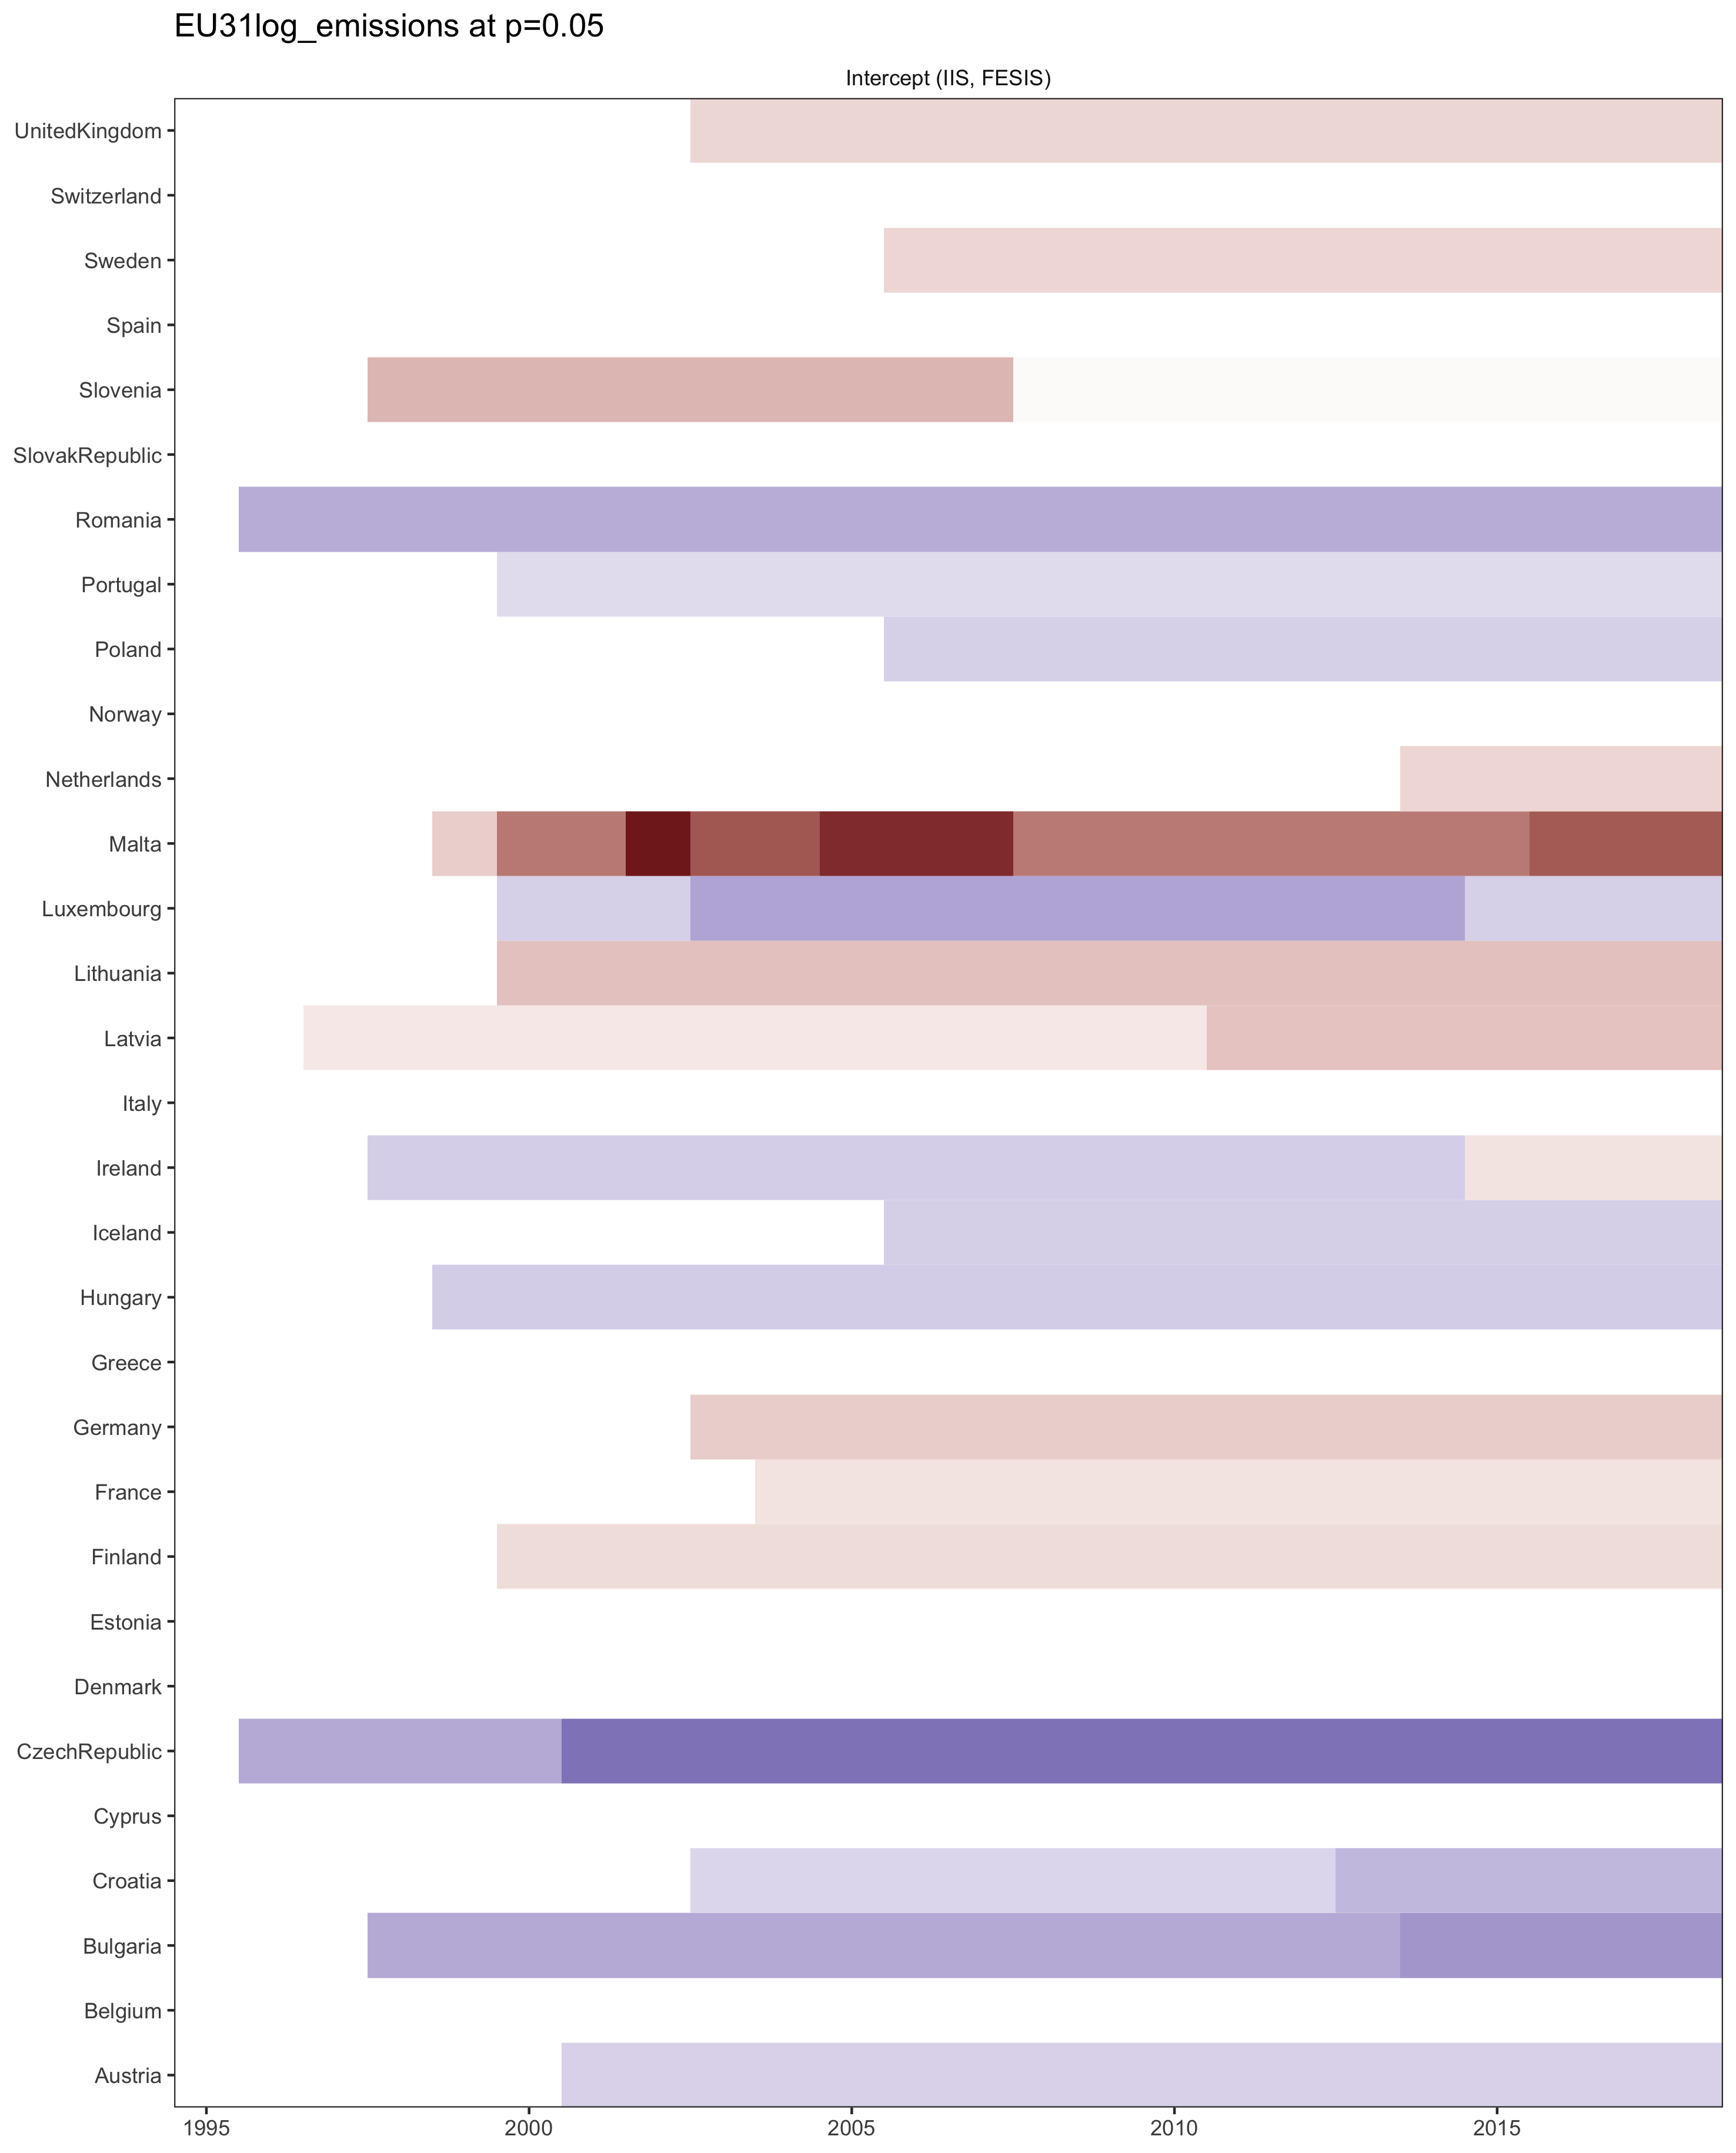 EU31log_emissions at p=0.05
Intercept (IIS, FESIS)
UnitedKingdom
Switzerland
Sweden
Spain
Slovenia
SlovakRepublic
Romania
Portugal
Poland
Norway
Netherlands
Malta
Luxembourg
Lithuania
Latvia
Italy
Ireland
Iceland
Hungary
Greece
Germany
France
Finland
Estonia
Denmark
CzechRepublic
Cyprus
Croatia
Bulgaria
Belgium
Austria
1995 2000 2005 2010 2015